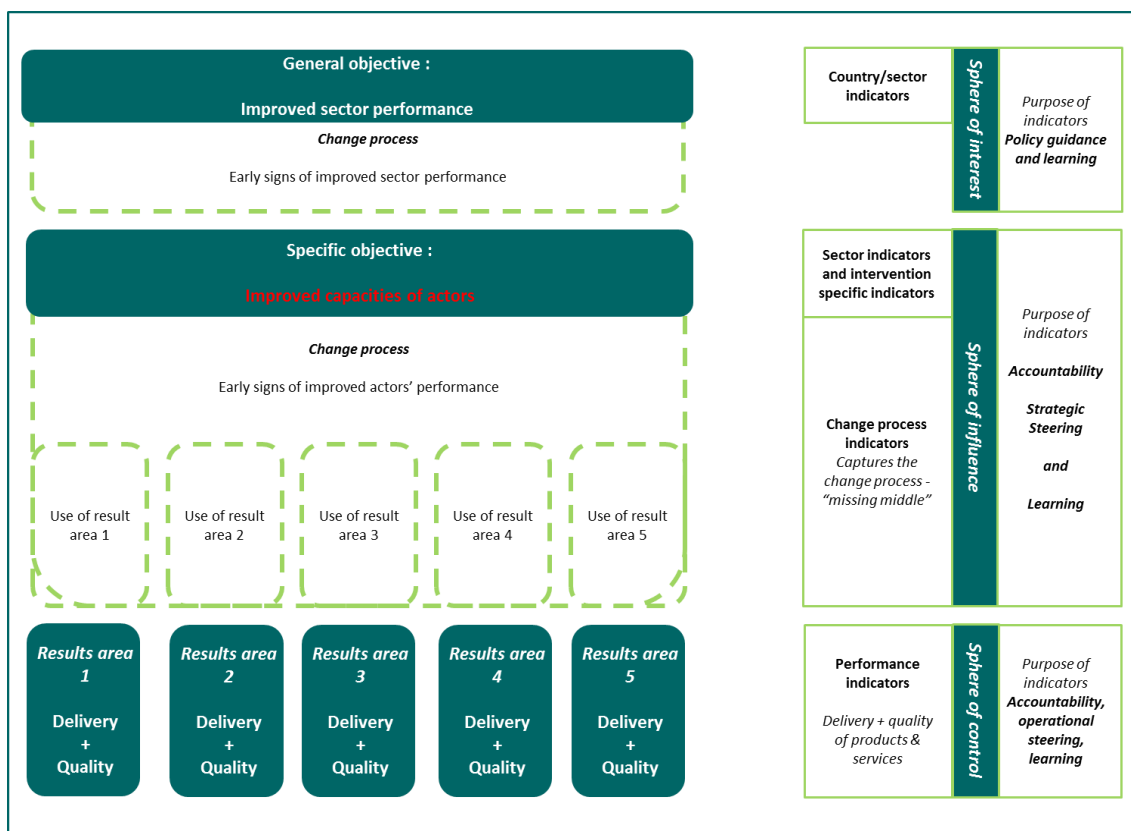 General objective :
Improved sector performance
Change process
Early signs of improved sector performance
Country/sector
indicators
Sphere of interest
Purpose of
indicators
Policy guidance
and learning
Specific objective :
Improved capacities of actors
Change process
Early signs of improved actors’ performance
Use of result
area 1
Use of result
area 2
Use of result
area 3
Use of result
area 4
Use of result
area 5
Sector indicators
and intervention
specific indicators
Change process
indicators
Captures the
change process -
“missing middle”
Sphere of influence
Purpose of
indicators
Accountability
Strategic
Steering
and
Learning
Results area
1
Delivery
+
Quality
Results area
2
Delivery
+
Quality
Results area
3
Delivery
+
Quality
Results area
4
Delivery
+
Quality
Results area
5
Delivery
+
Quality
Performance
indicators
Delivery + quality
of products &
services
Sphere of control
Purpose of
indicators
Accountability,
operational
steering,
learning